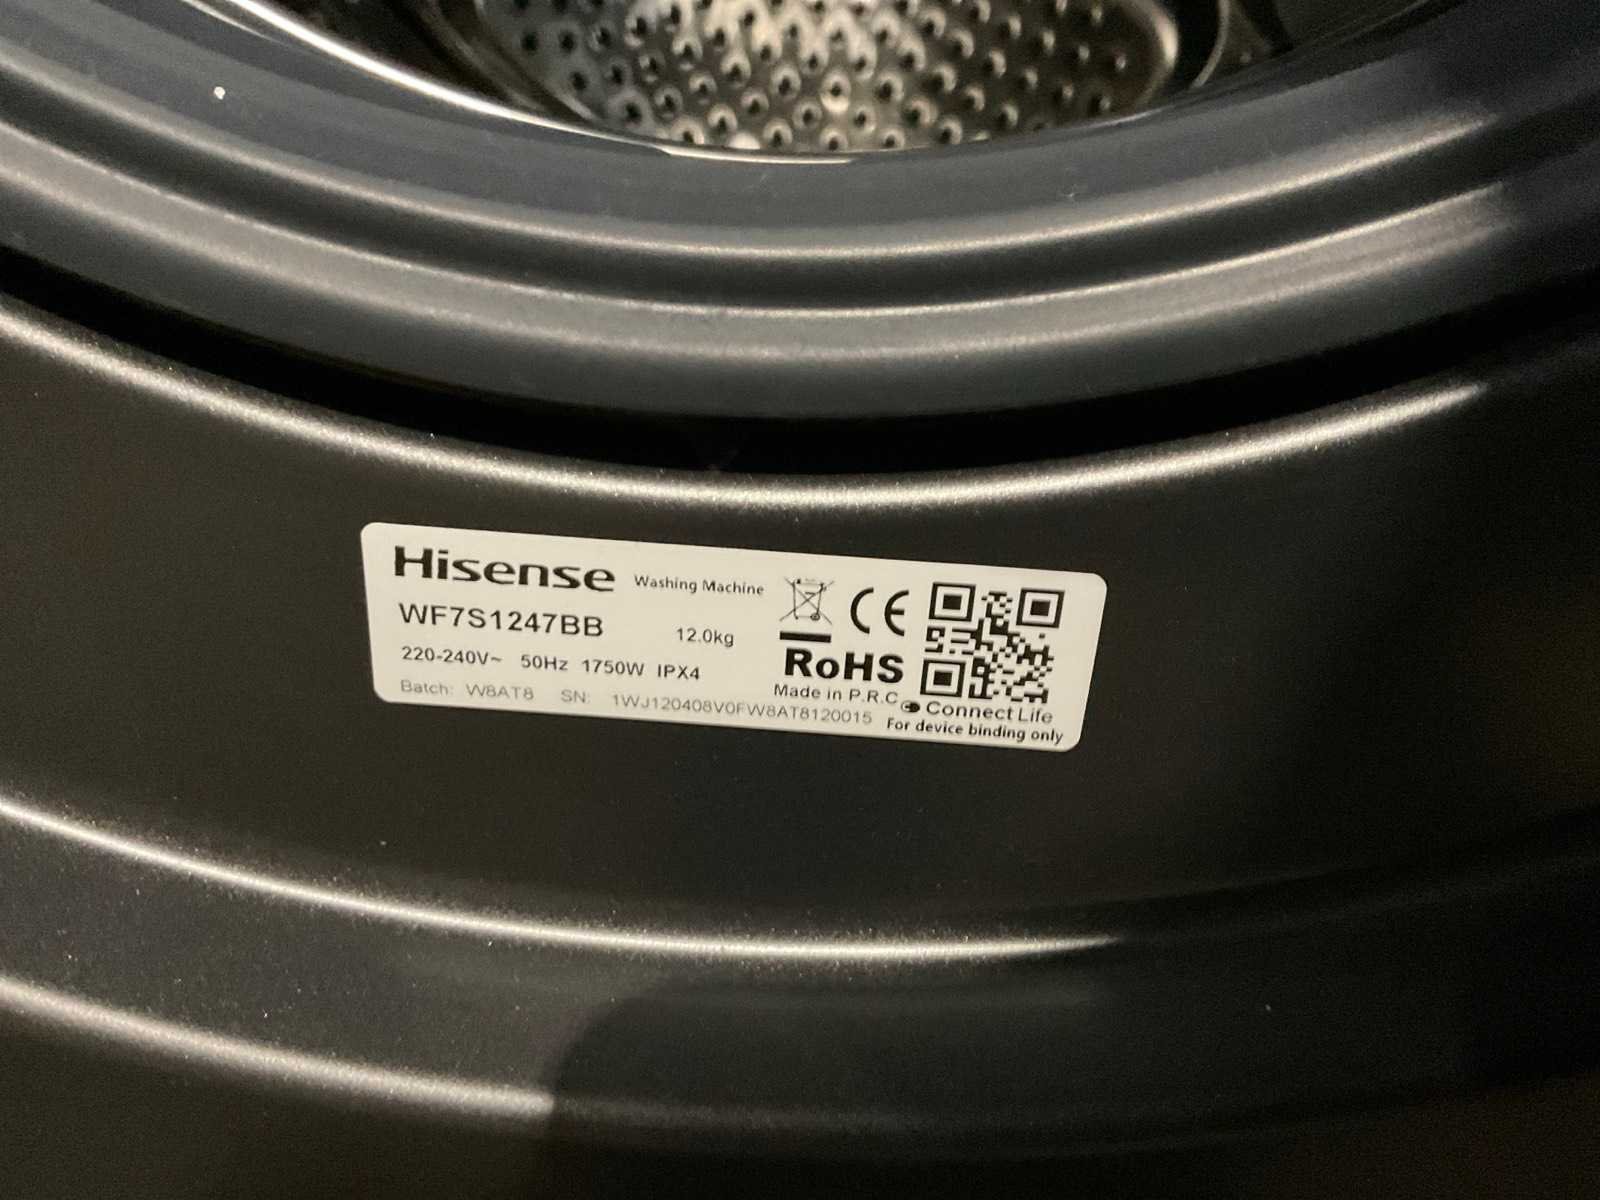 Hisense Washing Machine
WF7S1247BB 12.0kg
220-240V~ 50Hz 1750W IPX4
Batch: W8AT8 SN: 1WJ120408V0FW8AT8120015
CE
RoHS
Made in P.R.C
Connect Life
For device binding only